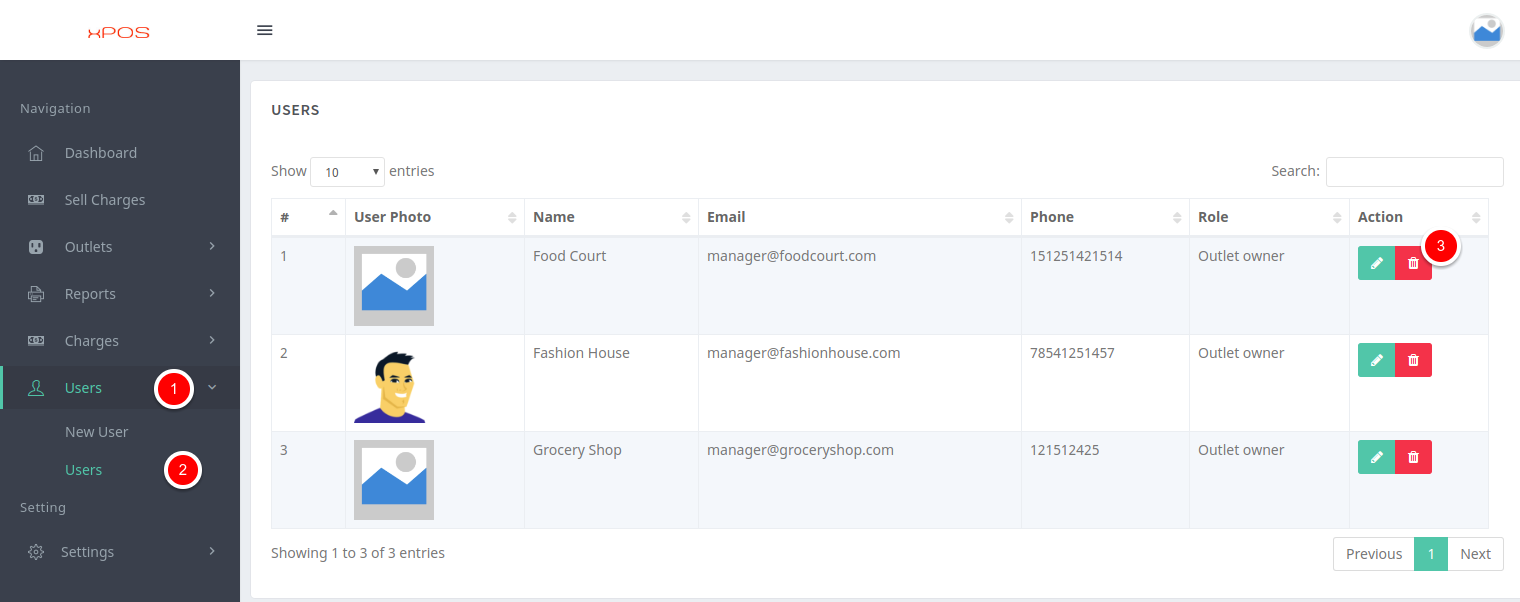 xPOS
Navigation
Dashboard
Sell Charges
Outlets
Reports
Charges
Users 1
New User
Users 2
Setting
Settings
USERS
Show 10 entries Search:
# User Photo Name Email Phone Role Action
3
1 Food Court manager@foodcourt.com 151251421514 Outlet owner
2 Fashion House manager@fashionhouse.com 78541251457 Outlet owner
3 Grocery Shop manager@groceryshop.com 121512425 Outlet owner
Showing 1 to 3 of 3 entries Previous 1 Next